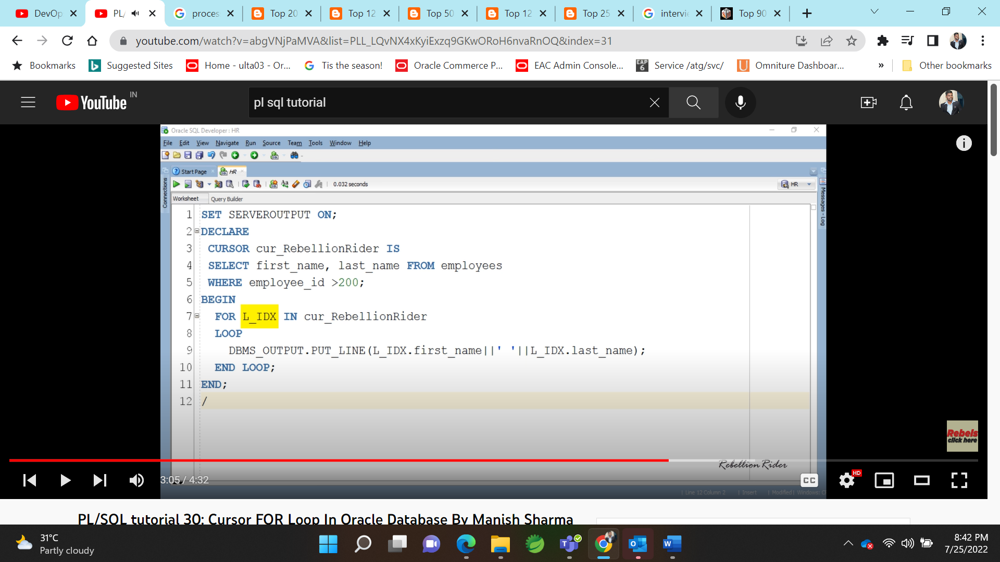 DevOp
PL/
proces
Top 20
Top 12
Top 50
Top 12
Top 25
intervi
Top 90
youtube.com/watch?v=abgVNjPaMVA&list=PLL_LQvNX4xKyiExzq9GKwORoH6nvaRnOQ&index=31
Bookmarks
Suggested Sites
Home - ulta03 - Or...
Tis the season!
Oracle Commerce P...
EAC Admin Console...
EAP 6
Service /atg/svc/
Omniture Dashboar...
»
Other bookmarks
YouTube IN
pl sql tutorial
Oracle SQL Developer : HR
File Edit View Navigate Run Source Team Tools Window Help
Start Page
HR
0.032 seconds
HR
Connections
Messages - Log
Worksheet Query Builder
1 SET SERVEROUTPUT ON;
2 DECLARE
3 CURSOR cur_RebellionRider IS
4 SELECT first_name, last_name FROM employees
5 WHERE employee_id >200;
6 BEGIN
7 FOR L_IDX IN cur_RebellionRider
8 LOOP
9 DBMS_OUTPUT.PUT_LINE(L_IDX.first_name||' '||L_IDX.last_name);
10 END LOOP;
11 END;
12 /
Rebels
click here
Rebellion Rider
3:05 / 4:32
CC
HD
Line 12 Column 2 | Insert | Modified | Windows: C
PL/SQL tutorial 30: Cursor FOR Loop In Oracle Database By Manish Sharma
31°C
Partly cloudy
8:42 PM
7/25/2022